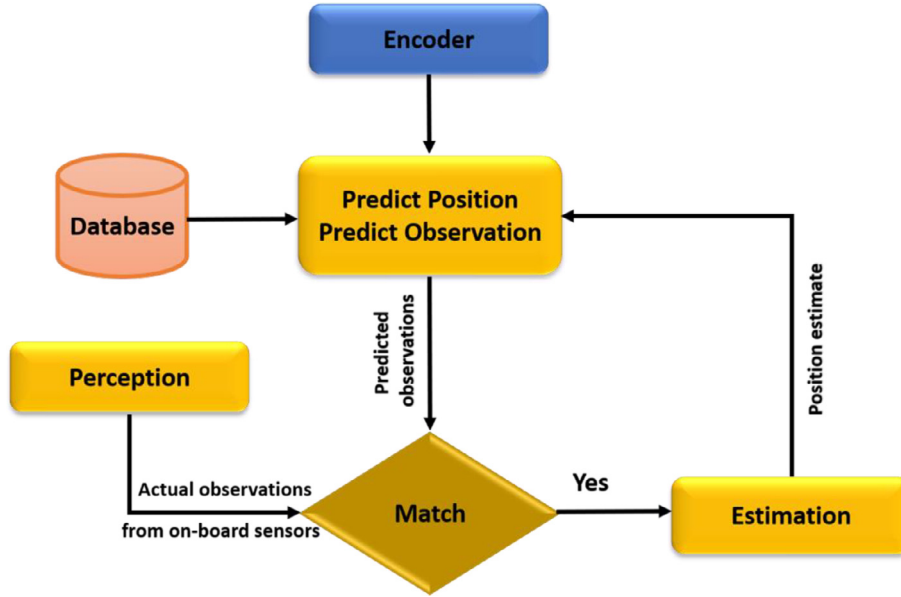 Encoder
Predict Position
Predict Observation
Database
Predicted
observations
Position estimate
Perception
Actual observations
from on-board sensors
Match
Yes
Estimation